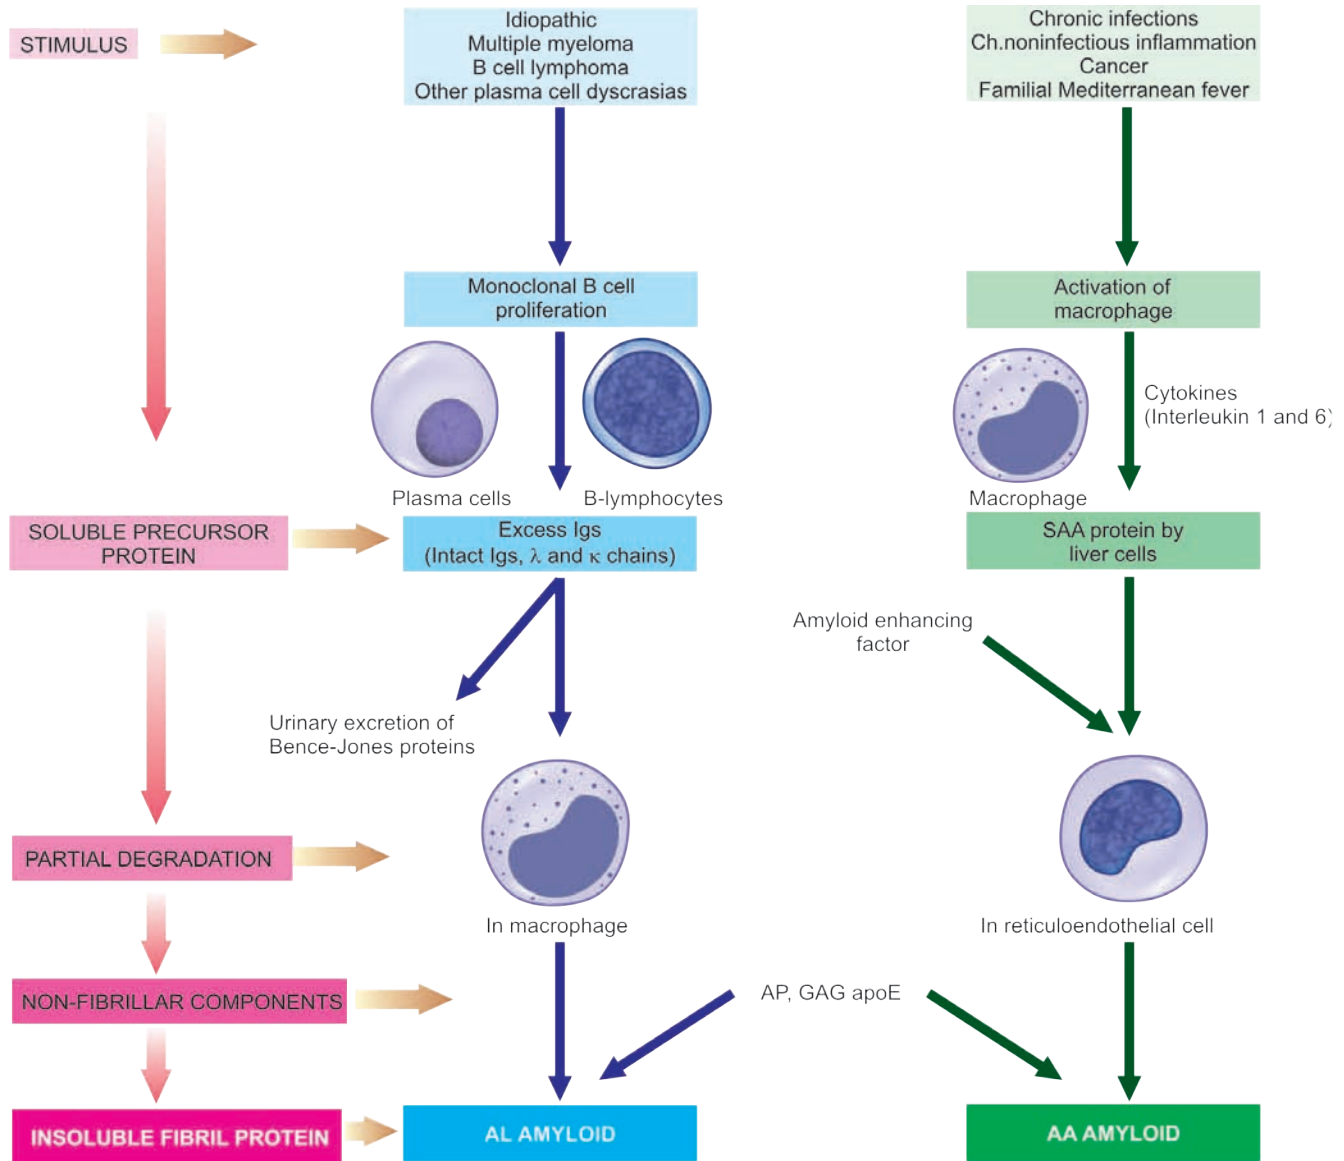 STIMULUS
Idiopathic
Multiple myeloma
B cell lymphoma
Other plasma cell dyscrasias
Chronic infections
Ch.noninfectious inflammation
Cancer
Familial Mediterranean fever
Monoclonal B cell
proliferation
Activation of
macrophage
Cytokines
(Interleukin 1 and 6)
Plasma cells
B-lymphocytes
Macrophage
SOLUBLE PRECURSOR
PROTEIN
Excess Igs
(Intact Igs, λ and κ chains)
SAA protein by
liver cells
Amyloid enhancing
factor
Urinary excretion of
Bence-Jones proteins
PARTIAL DEGRADATION
In macrophage
In reticuloendothelial cell
NON-FIBRILLAR COMPONENTS
AP, GAG apoE
INSOLUBLE FIBRIL PROTEIN
AL AMYLOID
AA AMYLOID